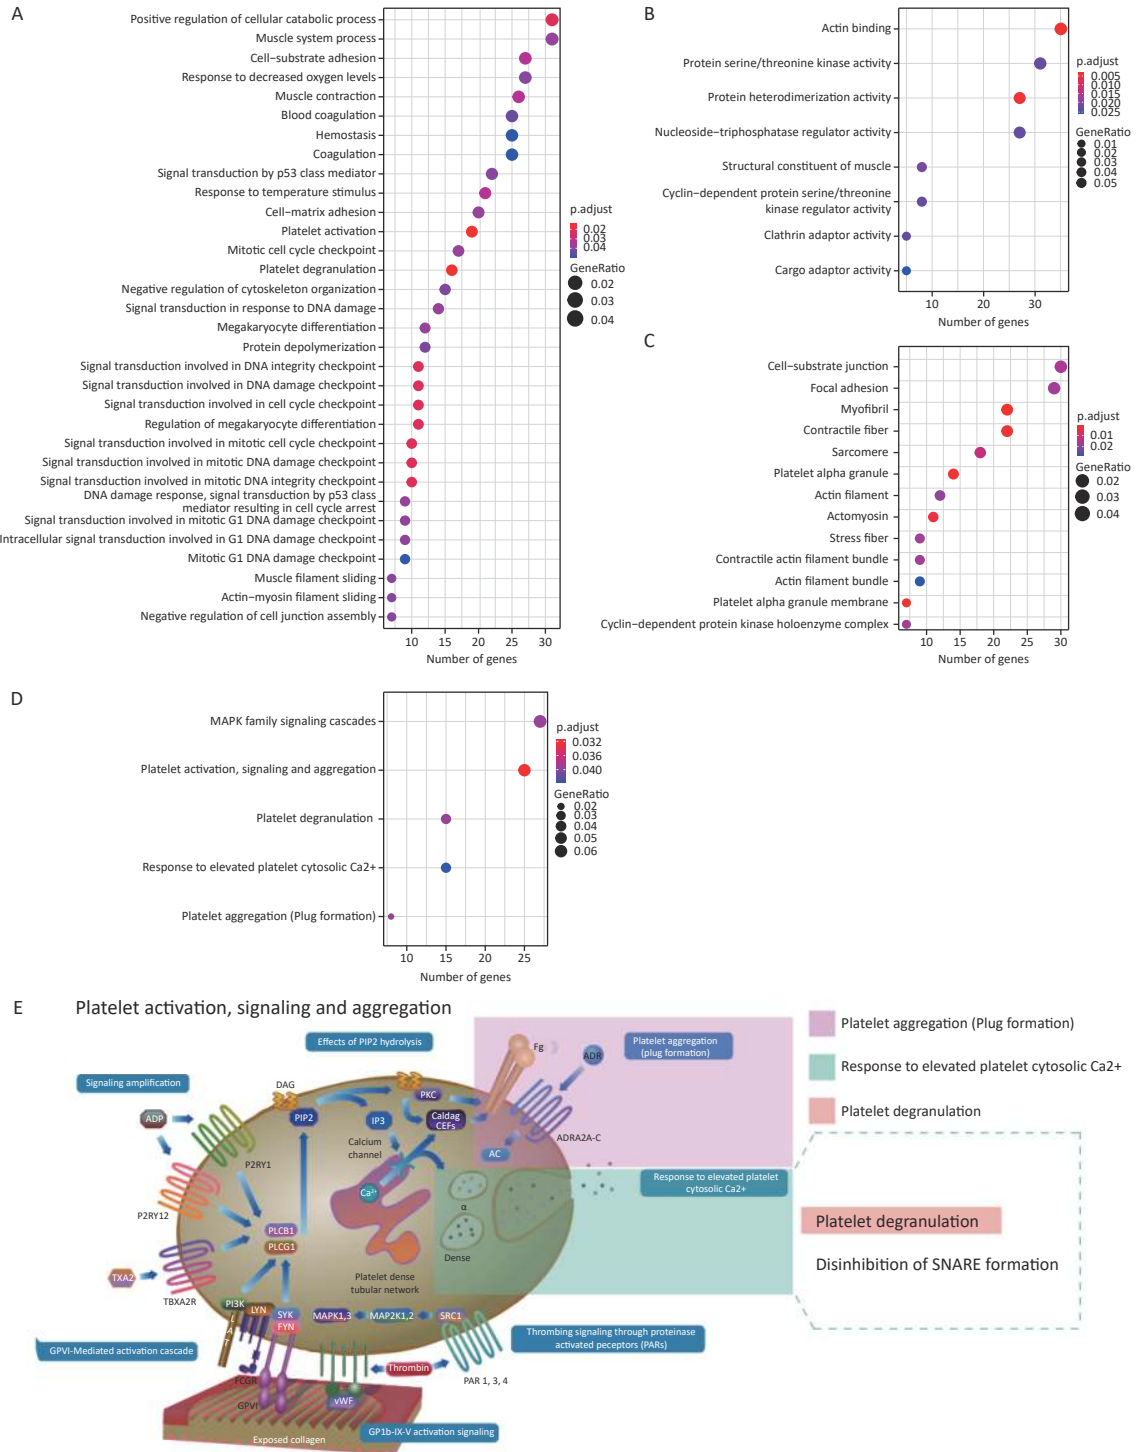 A
Positive regulation of cellular catabolic process
Muscle system process
Cell−substrate adhesion
Response to decreased oxygen levels
Muscle contraction
Blood coagulation
Hemostasis
Coagulation
Signal transduction by p53 class mediator
Response to temperature stimulus
Cell−matrix adhesion
Platelet activation
Mitotic cell cycle checkpoint
Platelet degranulation
Negative regulation of cytoskeleton organization
Signal transduction in response to DNA damage
Megakaryocyte differentiation
Protein depolymerization
Signal transduction involved in DNA integrity checkpoint
Signal transduction involved in DNA damage checkpoint
Signal transduction involved in cell cycle checkpoint
Regulation of megakaryocyte differentiation
Signal transduction involved in mitotic cell cycle checkpoint
Signal transduction involved in mitotic DNA damage checkpoint
Signal transduction involved in mitotic DNA integrity checkpoint
DNA damage response, signal transduction by p53 class
mediator resulting in cell cycle arrest
Signal transduction involved in mitotic G1 DNA damage checkpoint
Intracellular signal transduction involved in G1 DNA damage checkpoint
Mitotic G1 DNA damage checkpoint
Muscle filament sliding
Actin−myosin filament sliding
Negative regulation of cell junction assembly
10 15 20 25 30
Number of genes
p.adjust
0.02
0.03
0.04
GeneRatio
0.02
0.03
0.04
B
Actin binding
Protein serine/threonine kinase activity
Protein heterodimerization activity
Nucleoside−triphosphatase regulator activity
Structural constituent of muscle
Cyclin−dependent protein serine/threonine
kinase regulator activity
Clathrin adaptor activity
Cargo adaptor activity
10 20 30
Number of genes
p.adjust
0.005
0.010
0.015
0.020
0.025
GeneRatio
0.01
0.02
0.03
0.04
0.05
C
Cell−substrate junction
Focal adhesion
Myofibril
Contractile fiber
Sarcomere
Platelet alpha granule
Actin filament
Actomyosin
Stress fiber
Contractile actin filament bundle
Actin filament bundle
Platelet alpha granule membrane
Cyclin−dependent protein kinase holoenzyme complex
10 15 20 25 30
Number of genes
p.adjust
0.01
0.02
GeneRatio
0.02
0.03
0.04
D
MAPK family signaling cascades
Platelet activation, signaling and aggregation
Platelet degranulation
Response to elevated platelet cytosolic Ca2+
Platelet aggregation (Plug formation)
10 15 20 25
Number of genes
p.adjust
0.032
0.036
0.040
GeneRatio
0.02
0.03
0.04
0.05
0.06
E
Platelet activation, signaling and aggregation
Effects of PIP2 hydrolysis
Signaling amplification
ADP
DAG
PIP2
IP3
PKC
Caldag
CEFs
Fg
ADR
Platelet aggregation
(plug formation)
ADRA2A-C
AC
Calcium
channel
Ca²⁺
P2RY1
P2RY12
PLCB1
PLCG1
TXA2
TBXA2R
α
Dense
Platelet dense
tubular network
Response to elevated platelet
cytosolic Ca2+
PI3K
LYN
LAT
SYK
FYN
MAPK1,3
MAP2K1,2
SRC1
Thrombing signaling through proteinase
activated peceptors (PARs)
GPVI-Mediated activation cascade
FCGR
GPVI
Thrombin
PAR 1, 3, 4
vWF
GP1b-IX-V activation signaling
Exposed collagen
Platelet aggregation (Plug formation)
Response to elevated platelet cytosolic Ca2+
Platelet degranulation
Platelet degranulation
Disinhibition of SNARE formation